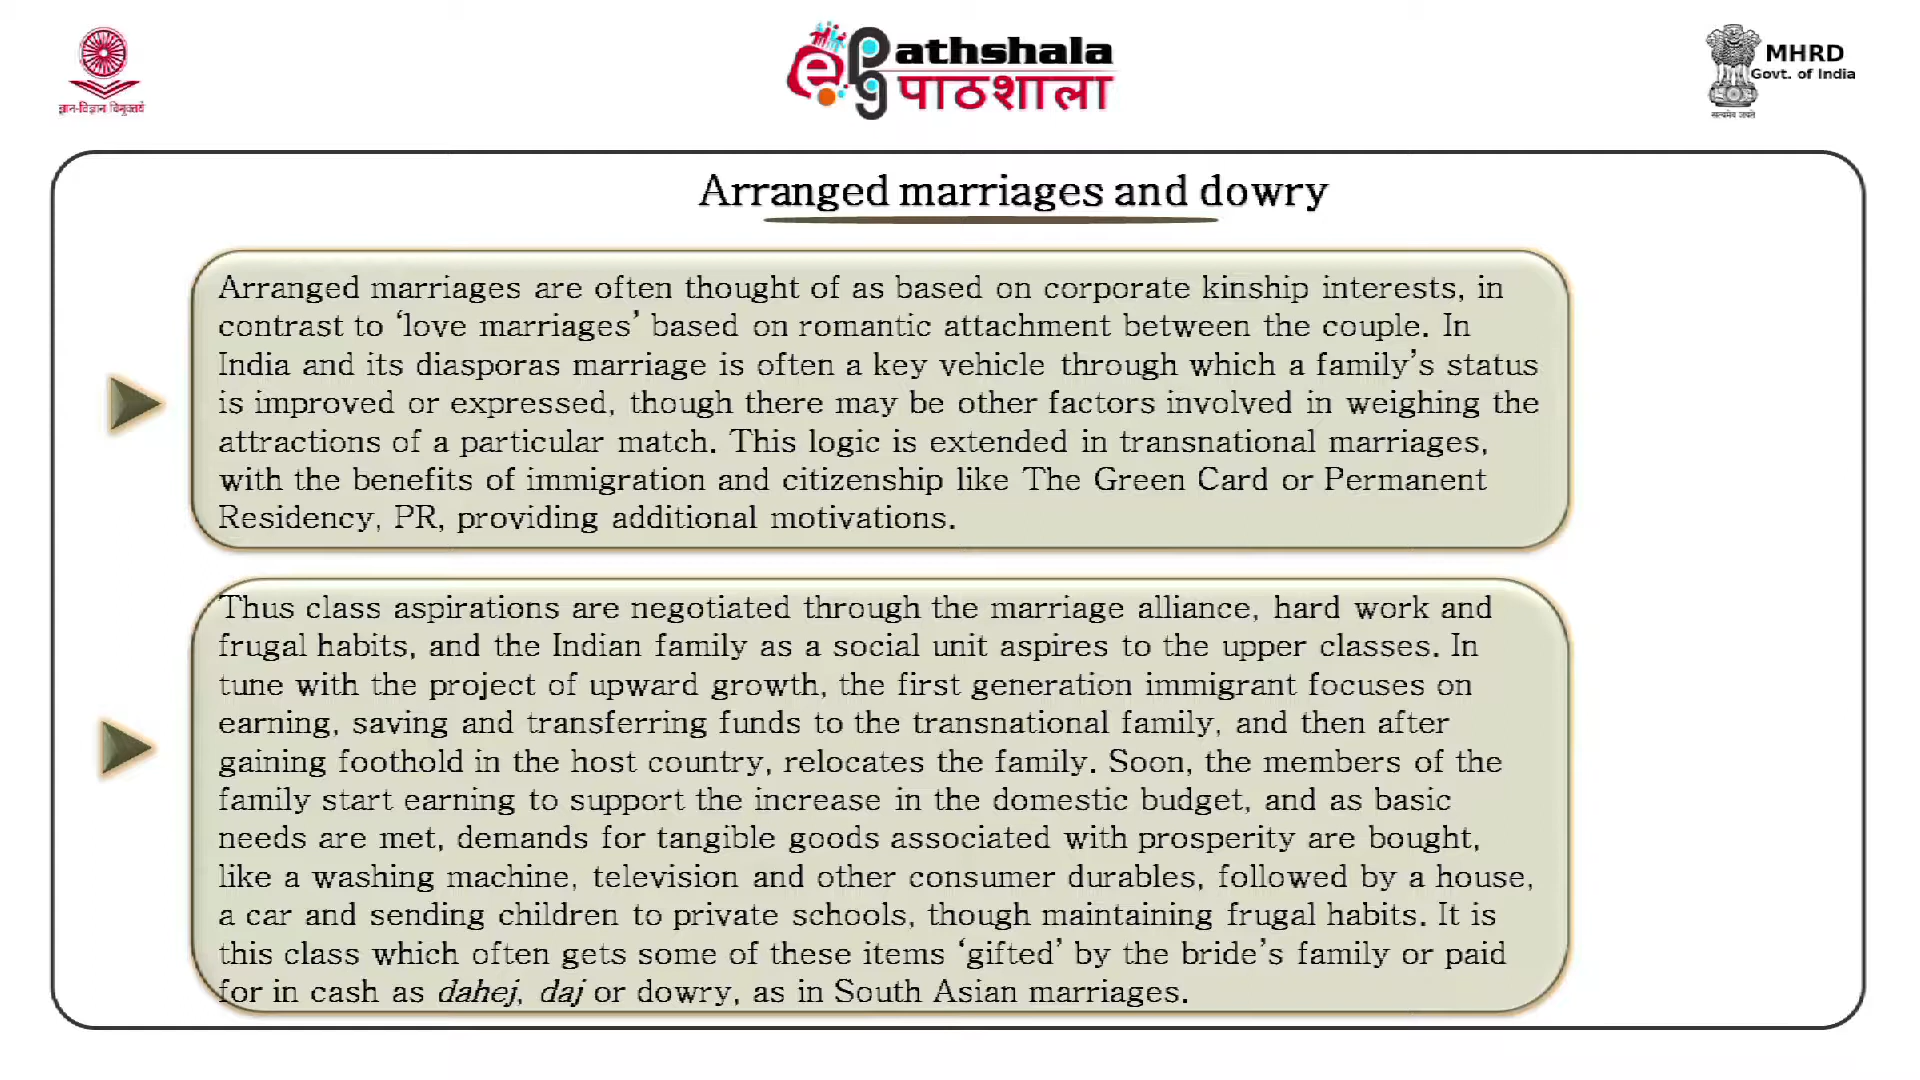 ज्ञान-विज्ञान विमुक्तये
e pg athshala
पाठशाला
MHRD
Govt. of India
सत्यमेव जयते
Arranged marriages and dowry
Arranged marriages are often thought of as based on corporate kinship interests, in
contrast to ‘love marriages’ based on romantic attachment between the couple. In
India and its diasporas marriage is often a key vehicle through which a family’s status
is improved or expressed, though there may be other factors involved in weighing the
attractions of a particular match. This logic is extended in transnational marriages,
with the benefits of immigration and citizenship like The Green Card or Permanent
Residency, PR, providing additional motivations.
Thus class aspirations are negotiated through the marriage alliance, hard work and
frugal habits, and the Indian family as a social unit aspires to the upper classes. In
tune with the project of upward growth, the first generation immigrant focuses on
earning, saving and transferring funds to the transnational family, and then after
gaining foothold in the host country, relocates the family. Soon, the members of the
family start earning to support the increase in the domestic budget, and as basic
needs are met, demands for tangible goods associated with prosperity are bought,
like a washing machine, television and other consumer durables, followed by a house,
a car and sending children to private schools, though maintaining frugal habits. It is
this class which often gets some of these items ‘gifted’ by the bride’s family or paid
for in cash as dahej, daj or dowry, as in South Asian marriages.